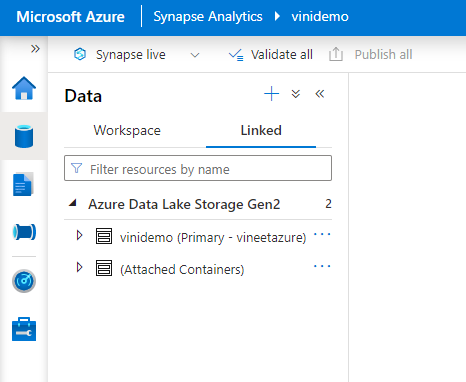 Microsoft Azure Synapse Analytics vinidemo
Synapse live Validate all Publish all
Data
Workspace Linked
Filter resources by name
Azure Data Lake Storage Gen2 2
vinidemo (Primary - vineetazure) ...
(Attached Containers) ...